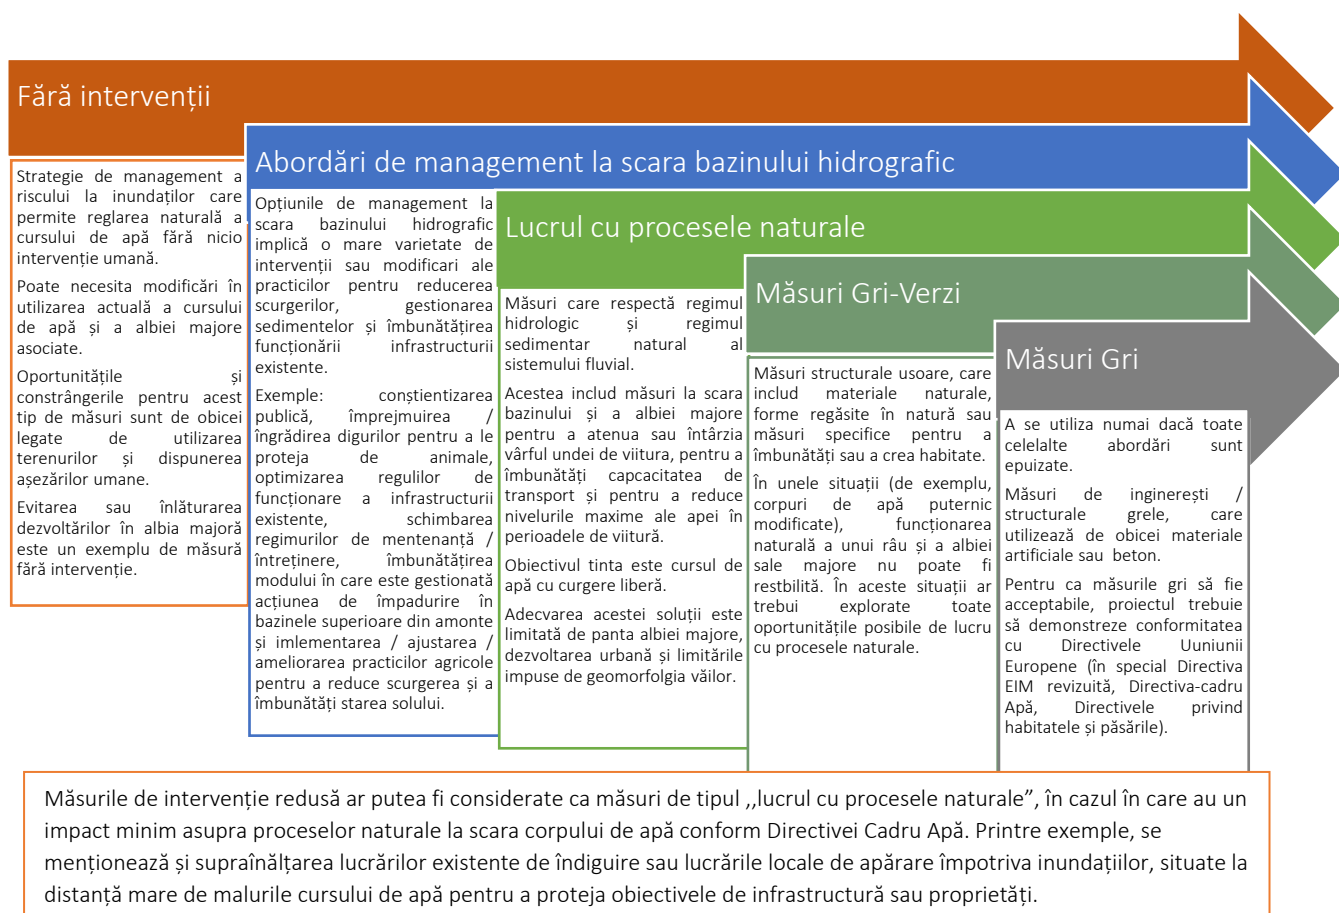 Fără intervenții
Strategie de management a
riscului la inundaților care
permite reglarea naturală a
cursului de apă fără nicio
intervenție umană.
Poate necesita modificări în
utilizarea actuală a cursului
de apă și a albiei majore
asociate.
Oportunitățile și
constrângerile pentru acest
tip de măsuri sunt de obicei
legate de utilizarea
terenurilor și dispunerea
așezărilor umane.
Evitarea sau înlăturarea
dezvoltărilor în albia majoră
este un exemplu de măsură
fără intervenție.
Abordări de management la scara bazinului hidrografic
Opțiunile de management la
scara bazinului hidrografic
implică o mare varietate de
intervenții sau modificari ale
practicilor pentru reducerea
scurgerilor, gestionarea
sedimentelor și îmbunătățirea
funcționării infrastructurii
existente.
Exemple: conștientizarea
publică, împrejmuirea /
îngrădirea digurilor pentru a le
proteja de animale,
optimizarea regulilor de
funcționare a infrastructurii
existente, schimbarea
regimurilor de mentenanță /
întreținere, îmbunătățirea
modului în care este gestionată
acțiunea de împadurire în
bazinele superioare din amonte
și imlementarea / ajustarea /
ameliorarea practicilor agricole
pentru a reduce scurgerea și a
îmbunătăți starea solului.
Lucrul cu procesele naturale
Măsuri care respectă regimul
hidrologic și regimul
sedimentar natural al
sistemului fluvial.
Acestea includ măsuri la scara
bazinului și a albiei majore
pentru a atenua sau întârzia
vârful undei de viitura, pentru a
îmbunătăți capcacitatea de
transport și pentru a reduce
nivelurile maxime ale apei în
perioadele de viitură.
Obiectivul tinta este cursul de
apă cu curgere liberă.
Adecvarea acestei soluții este
limitată de panta albiei majore,
dezvoltarea urbană și limitările
impuse de geomorfolgia văilor.
Măsuri Gri-Verzi
Măsuri structurale usoare, care
includ materiale naturale,
forme regăsite în natură sau
măsuri specifice pentru a
îmbunătăți sau a crea habitate.
În unele situații (de exemplu,
corpuri de apă puternic
modificate), funcționarea
naturală a unui râu și a albiei
sale majore nu poate fi
restbilită. În aceste situații ar
trebui explorate toate
oportunitățile posibile de lucru
cu procesele naturale.
Măsuri Gri
A se utiliza numai dacă toate
celelalte abordări sunt
epuizate.
Măsuri de inginerești /
structurale grele, care
utilizează de obicei materiale
artificiale sau beton.
Pentru ca măsurile gri să fie
acceptabile, proiectul trebuie
să demonstreze conformitatea
cu Directivele Uuniunii
Europene (în special Directiva
EIM revizuită, Directiva-cadru
Apă, Directivele privind
habitatele și păsările).
Măsurile de intervenție redusă ar putea fi considerate ca măsuri de tipul ,,lucrul cu procesele naturale”, în cazul în care au un
impact minim asupra proceselor naturale la scara corpului de apă conform Directivei Cadru Apă. Printre exemple, se
menționează și supraînălțarea lucrărilor existente de îndiguire sau lucrările locale de apărare împotriva inundațiilor, situate la
distanță mare de malurile cursului de apă pentru a proteja obiectivele de infrastructură sau proprietăți.